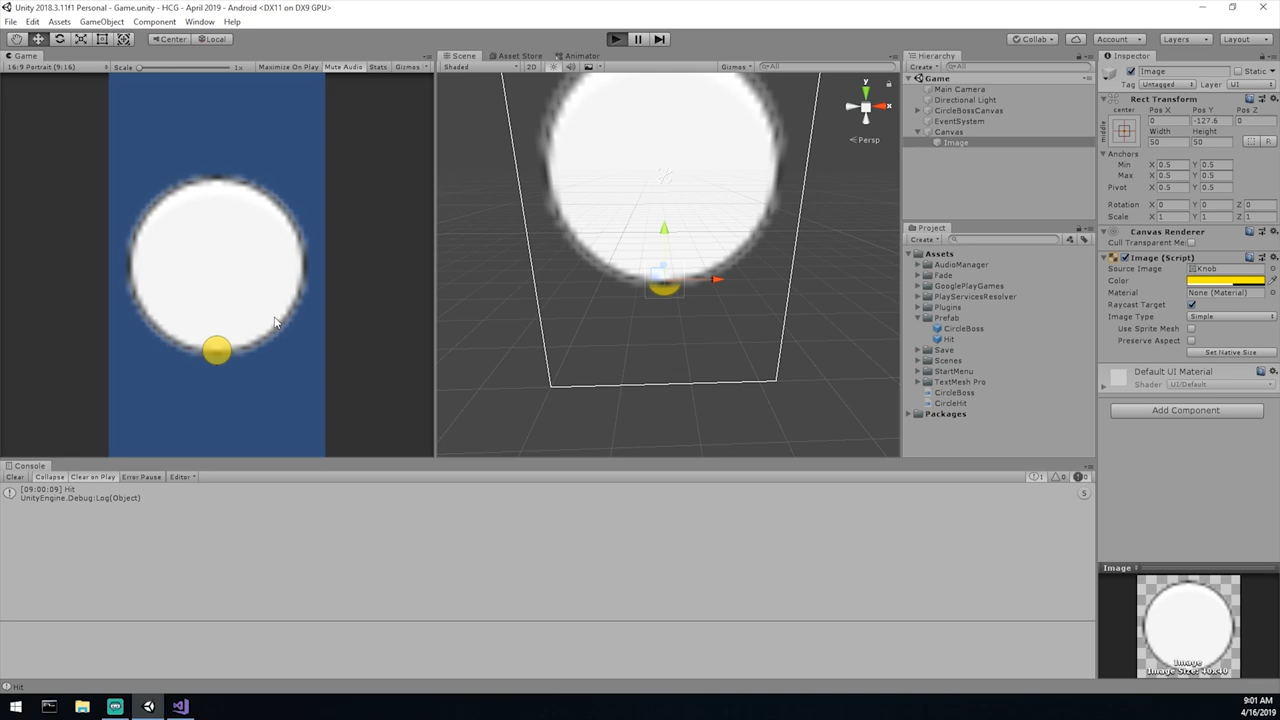 Unity 2018.3.11f1 Personal - Game.unity - HCG - April 2019 - Android <DX11 on DX9 GPU>
File Edit Assets GameObject Component Window Help
Center Local Collab Account Layers Layout
Game
16:9 Portrait (9:16) Scale 1x Maximize On Play Mute Audio Stats Gizmos
Scene Asset Store Animator
Shaded 2D Gizmos All
y
x
Persp
Hierarchy
Create All
Game
Main Camera
Directional Light
CircleBossCanvas
EventSystem
Canvas
Image
Project
Create
Assets
AudioManager
Fade
GooglePlayGames
PlayServicesResolver
Plugins
Prefab
CircleBoss
Hit
Save
Scenes
StartMenu
TextMesh Pro
CircleBoss
CircleHit
Packages
Inspector
Image Static
Tag Untagged Layer UI
Rect Transform
center Pos X Pos Y Pos Z
middle 0 -127.6 0
Width Height
50 50 R
Anchors
Min X 0.5 Y 0.5
Max X 0.5 Y 0.5
Pivot X 0.5 Y 0.5
Rotation X 0 Y 0 Z 0
Scale X 1 Y 1 Z 1
Canvas Renderer
Cull Transparent Me
Image (Script)
Source Image Knob
Color
Material None (Material)
Raycast Target
Image Type Simple
Use Sprite Mesh
Preserve Aspect
Set Native Size
Default UI Material
Shader UI/Default
Add Component
Image
Image
Image Size: 40x40
Console
Clear Collapse Clear on Play Error Pause Editor 1 0 0
[09:00:09] Hit
UnityEngine.Debug:Log(Object)
5
Hit
9:01 AM
4/16/2019